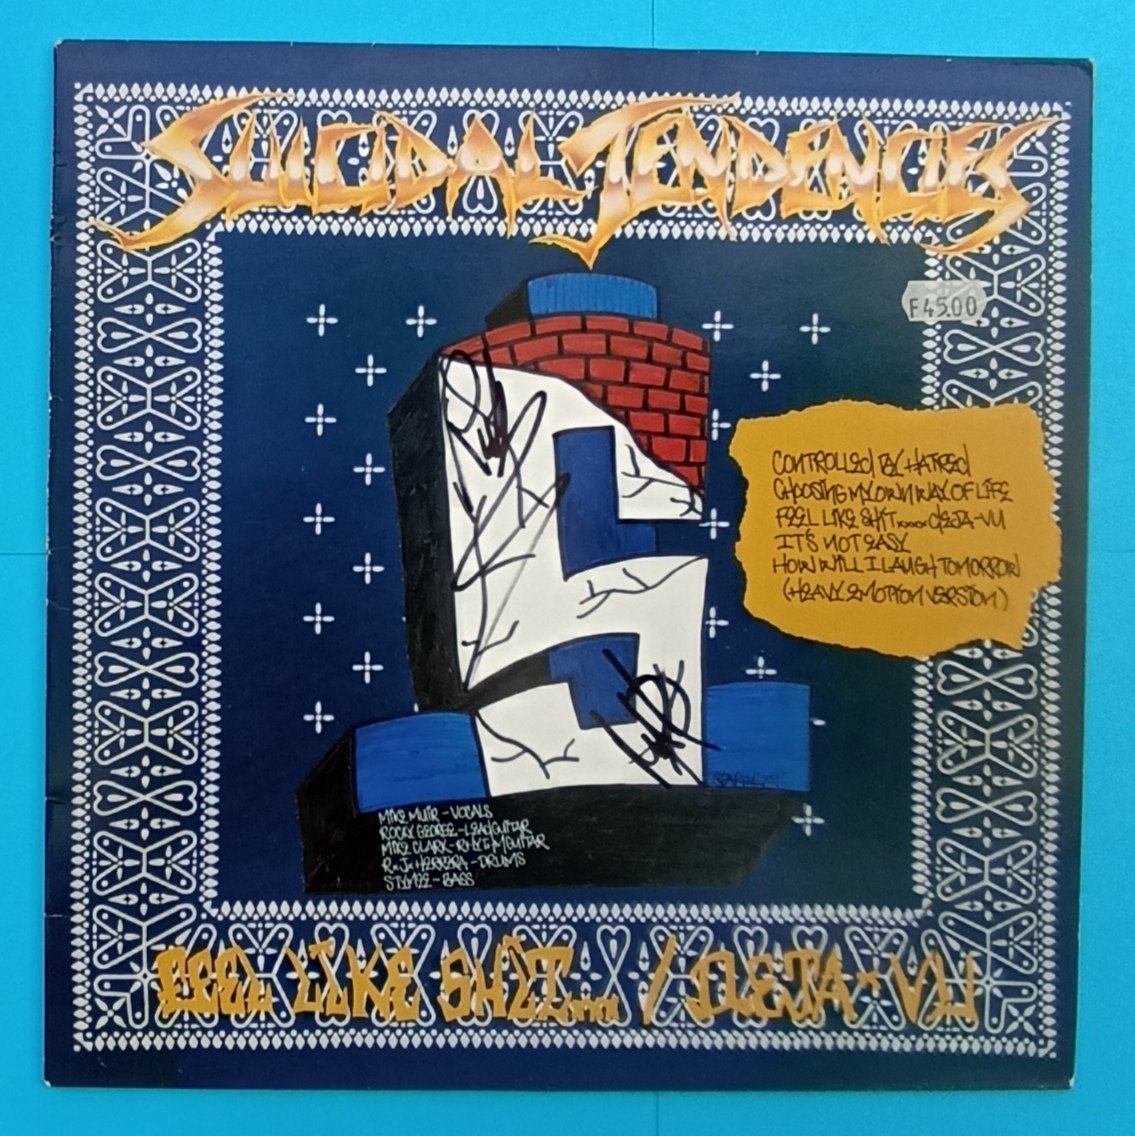 SUICIDAL TENDENCIES
F45.00
CONTROLLED BY HATRED
CHOOSING MY OWN WAY OF LIFE
FEEL LIKE SHIT.....DEJA-VU
IT'S NOT EASY
HOW WILL I LAUGH TOMORROW
(HEAVY EMOTION VERSION)
MIKE MUIR - VOCALS
ROCKY GEORGE - LEAD GUITAR
MIKE CLARK - RHYTHM GUITAR
R.J. HERRERA - DRUMS
STYMEE - BASS
FEEL LIKE SHIT..... / DEJA-VU